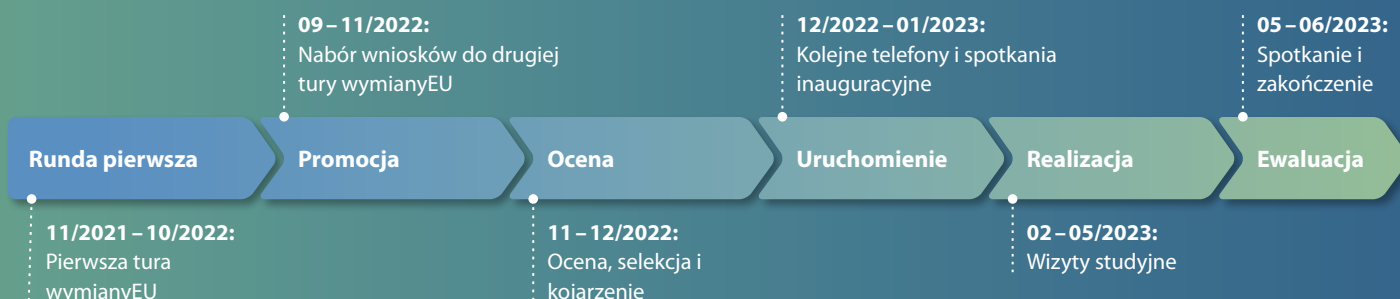 09 – 11/2022:
Nabór wniosków do drugiej
tury wymianyEU
12/2022 – 01/2023:
Kolejne telefony i spotkania
inauguracyjne
05 – 06/2023:
Spotkanie i
zakończenie
Runda pierwsza
Promocja
Ocena
Uruchomienie
Realizacja
Ewaluacja
11/2021 – 10/2022:
Pierwsza tura
wymianyEU
11 – 12/2022:
Ocena, selekcja i
kojarzenie
02 – 05/2023:
Wizyty studyjne